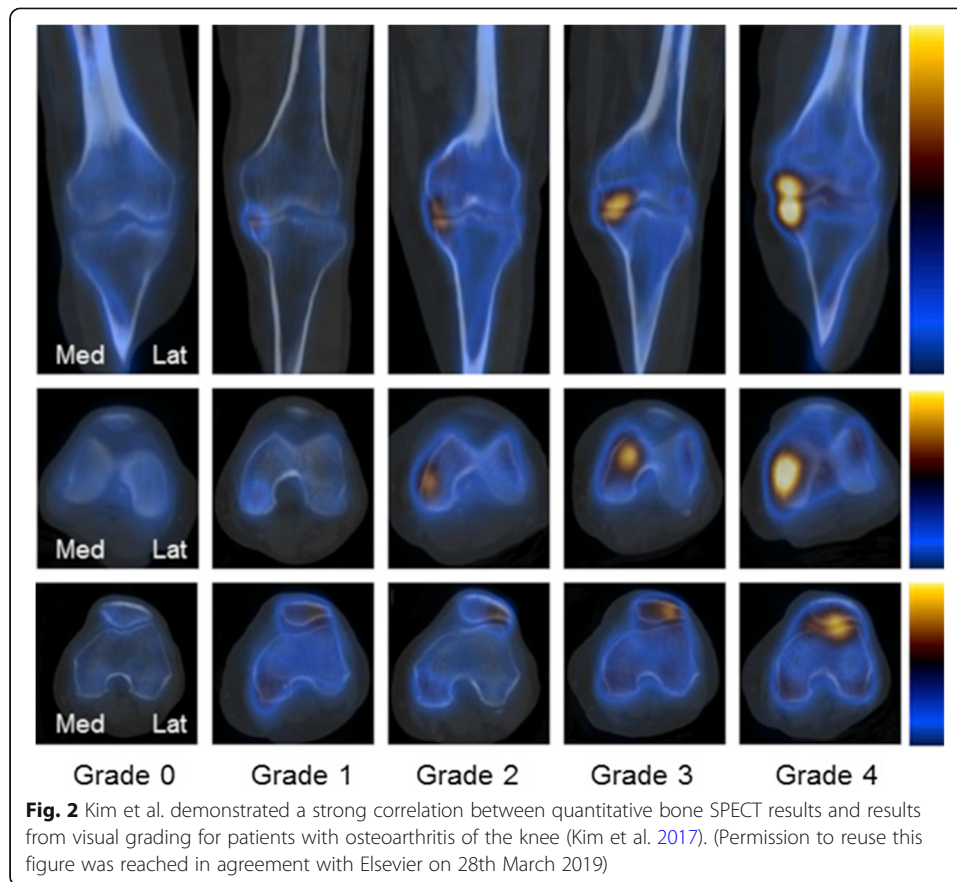 Med Lat
Med Lat
Med Lat
Grade 0 Grade 1 Grade 2 Grade 3 Grade 4
Fig. 2 Kim et al. demonstrated a strong correlation between quantitative bone SPECT results and results
from visual grading for patients with osteoarthritis of the knee (Kim et al. 2017). (Permission to reuse this
figure was reached in agreement with Elsevier on 28th March 2019)